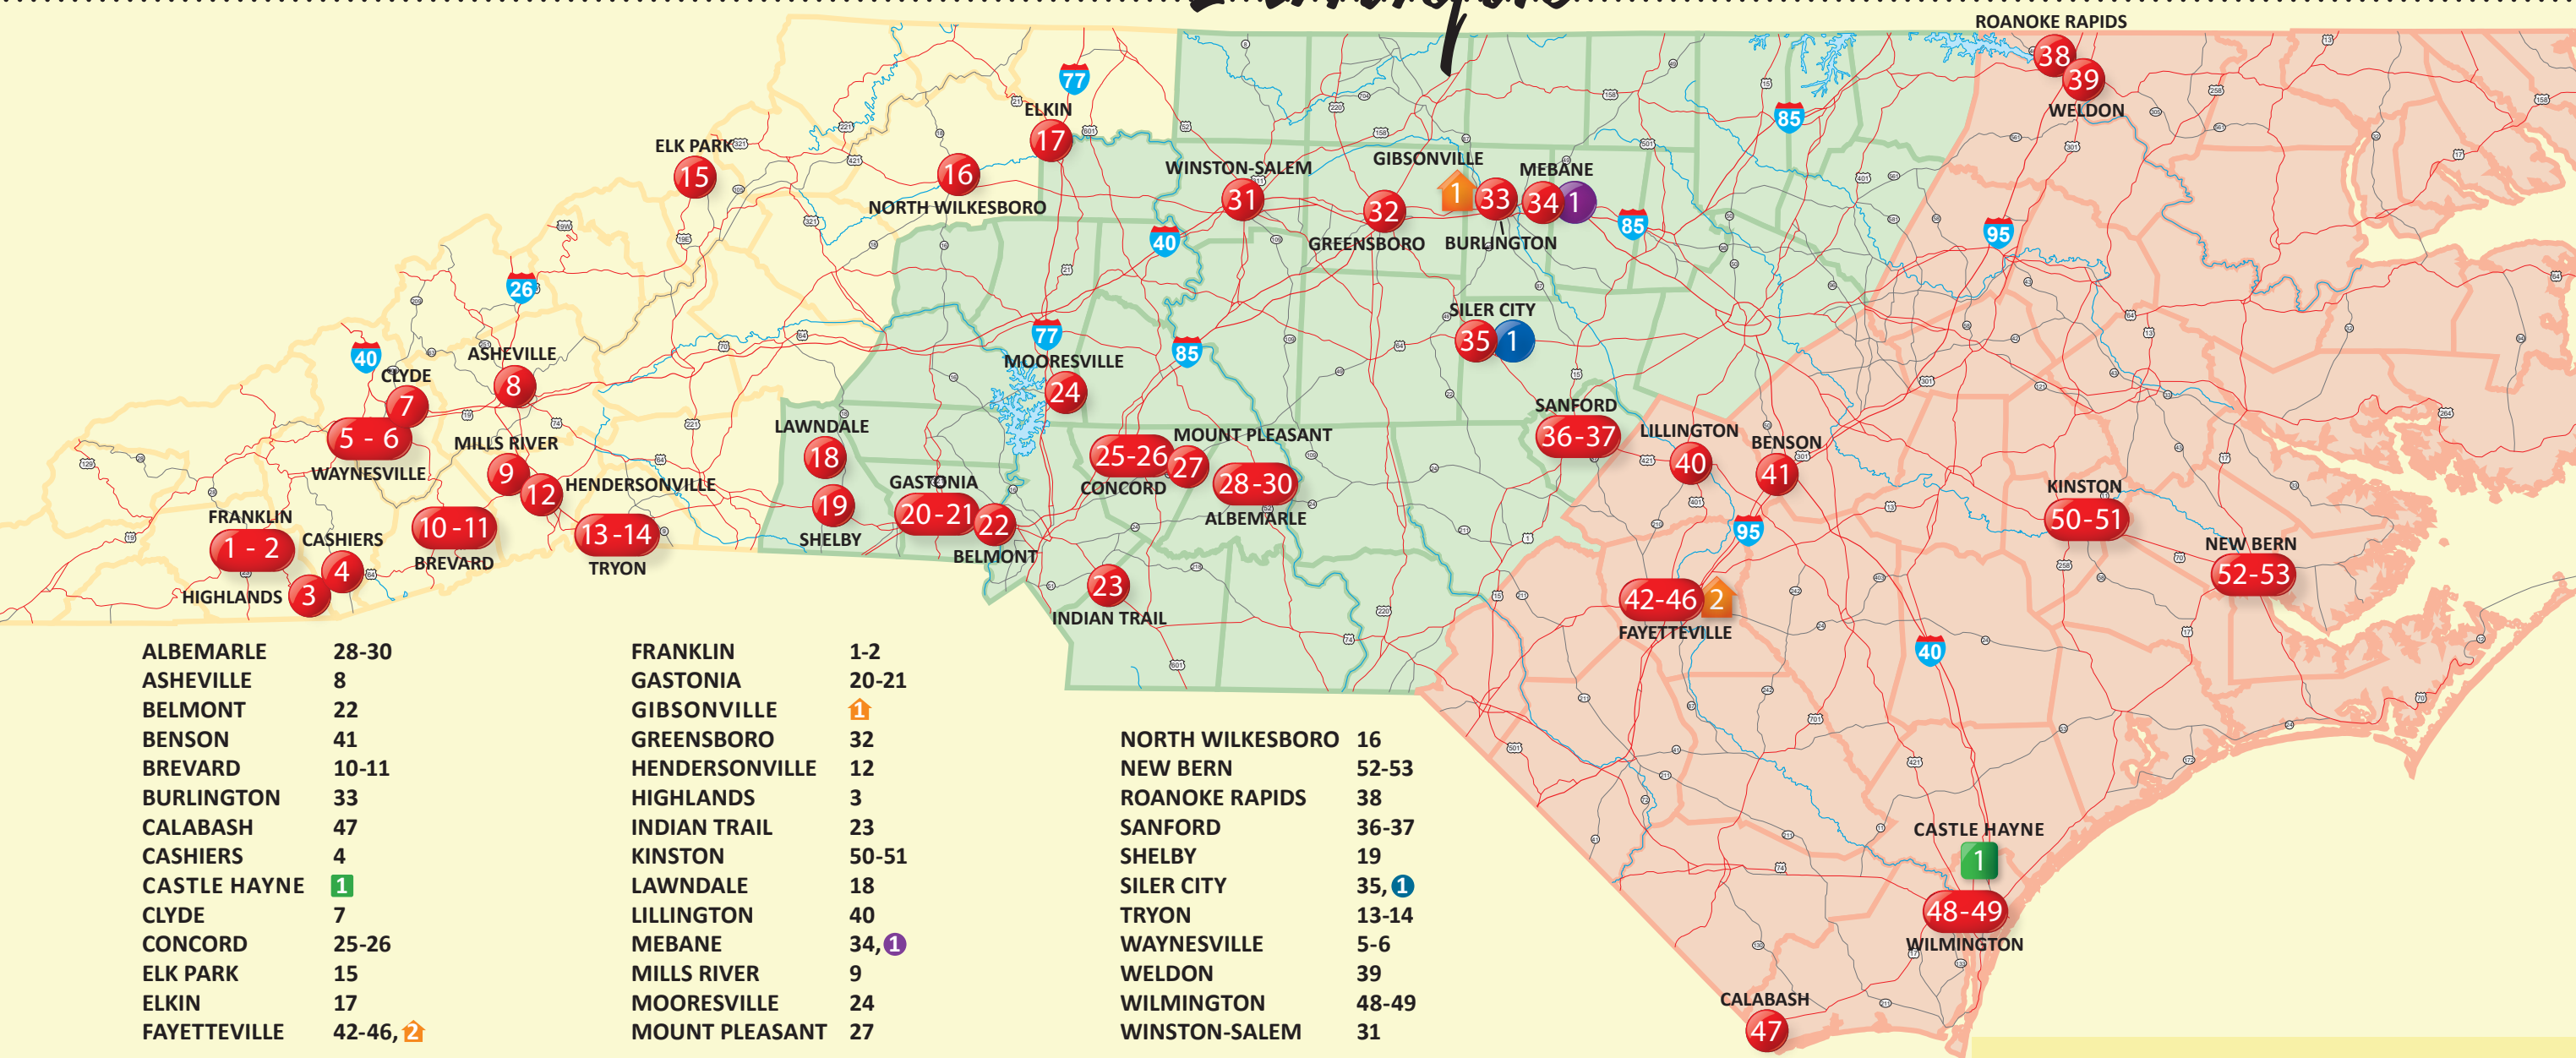 ROANOKE RAPIDS
38
39
WELDON
77
ELKIN
17
85
ELK PARK
15
16
NORTH WILKESBORO
WINSTON-SALEM
31
GIBSONVILLE
1
33
MEBANE
34
1
32
GREENSBORO
BURLINGTON
85
40
95
26
SILER CITY
35
1
40
CLYDE
7
ASHEVILLE
8
77
MOORESVILLE
24
85
5 - 6
WAYNESVILLE
MILLS RIVER
9
12
HENDERSONVILLE
LAWNDALE
18
19
SHELBY
GASTONIA
20-21
22
BELMONT
25-26
CONCORD
MOUNT PLEASANT
27
28-30
ALBEMARLE
SANFORD
36-37
LILLINGTON
40
BENSON
41
FRANKLIN
1 - 2
CASHIERS
4
HIGHLANDS
3
10 -11
BREVARD
13 -14
TRYON
23
INDIAN TRAIL
95
42-46
2
FAYETTEVILLE
KINSTON
50-51
NEW BERN
52-53
40
CASTLE HAYNE
1
48-49
WILMINGTON
CALABASH
47
ALBEMARLE 28-30
ASHEVILLE 8
BELMONT 22
BENSON 41
BREVARD 10-11
BURLINGTON 33
CALABASH 47
CASHIERS 4
CASTLE HAYNE 1
CLYDE 7
CONCORD 25-26
ELK PARK 15
ELKIN 17
FAYETTEVILLE 42-46, 2
FRANKLIN 1-2
GASTONIA 20-21
GIBSONVILLE 1
GREENSBORO 32
HENDERSONVILLE 12
HIGHLANDS 3
INDIAN TRAIL 23
KINSTON 50-51
LAWNDALE 18
LILLINGTON 40
MEBANE 34, 1
MILLS RIVER 9
MOORESVILLE 24
MOUNT PLEASANT 27
NORTH WILKESBORO 16
NEW BERN 52-53
ROANOKE RAPIDS 38
SANFORD 36-37
SHELBY 19
SILER CITY 35, 1
TRYON 13-14
WAYNESVILLE 5-6
WELDON 39
WILMINGTON 48-49
WINSTON-SALEM 31